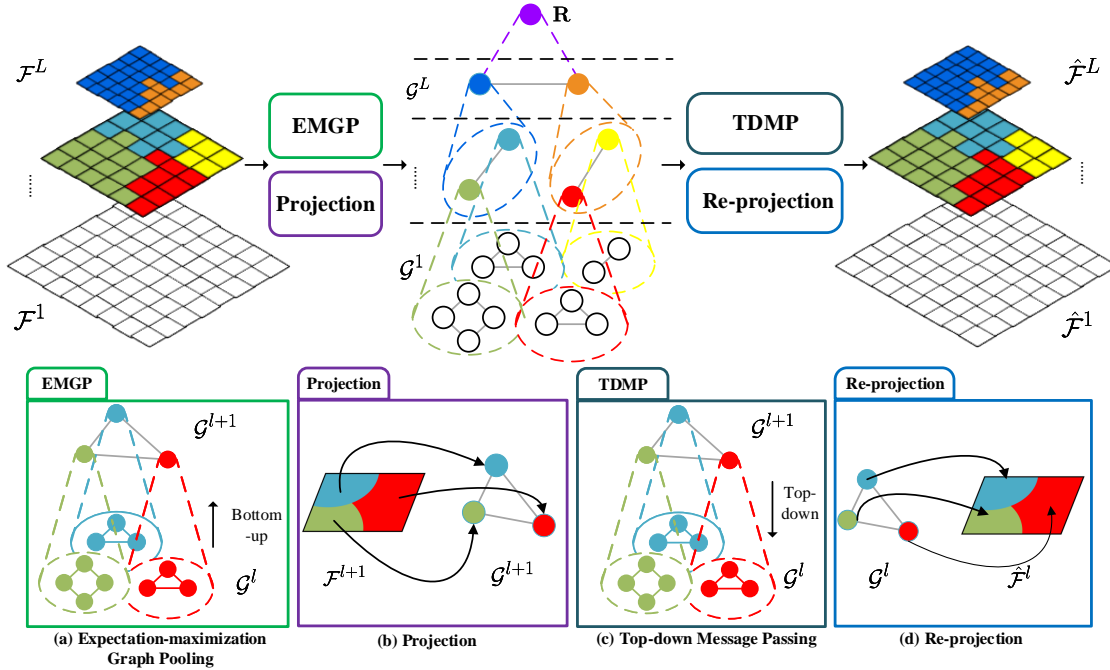 R
𝓕^L
𝓖^L
𝓕̂^L
EMGP
TDMP
Projection
Re-projection
𝓖^1
𝓕^1
𝓕̂^1
EMGP
Projection
TDMP
Re-projection
𝓖^{l+1}
Bottom
-up
𝓖^l
𝓕^{l+1}
𝓖^{l+1}
𝓖^{l+1}
Top-
down
𝓖^l
𝓖^l
𝓕̂^l
(a) Expectation-maximization
Graph Pooling
(b) Projection
(c) Top-down Message Passing
(d) Re-projection